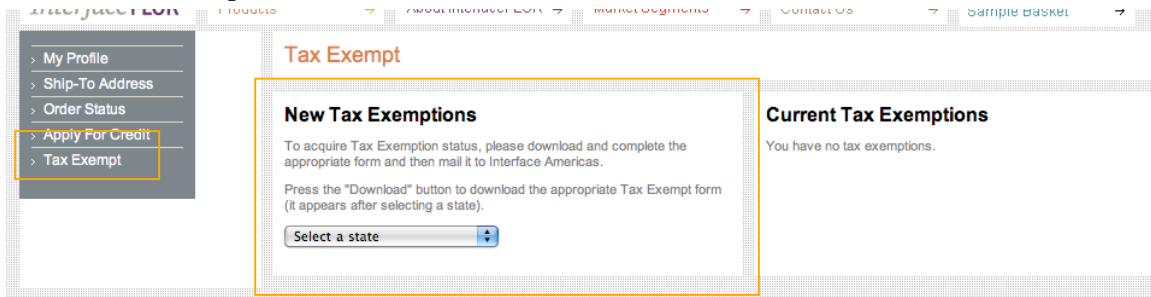 InterfaceFLOR Products → About InterfaceFLOR → Market Segments → Contact Us → Sample Basket →
› My Profile
› Ship-To Address
› Order Status
› Apply For Credit
› Tax Exempt
Tax Exempt
New Tax Exemptions
To acquire Tax Exemption status, please download and complete the
appropriate form and then mail it to Interface Americas.
Press the "Download" button to download the appropriate Tax Exempt form
(it appears after selecting a state).
Select a state
Current Tax Exemptions
You have no tax exemptions.